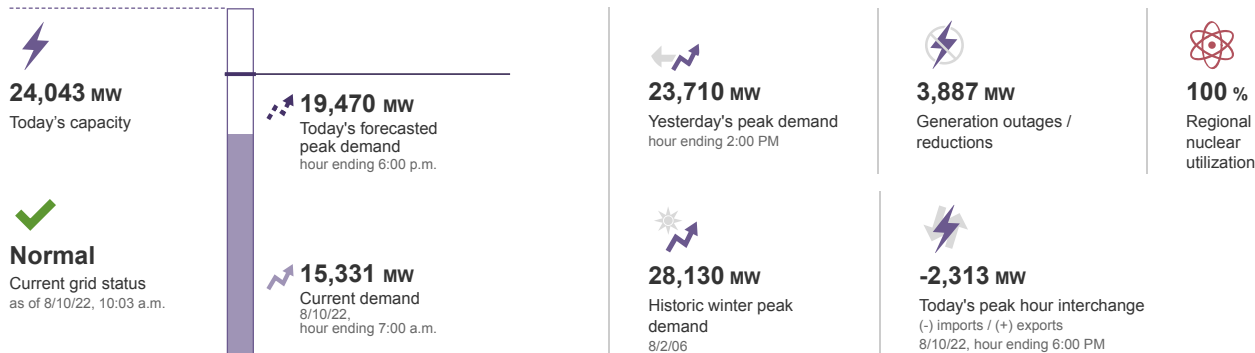 24,043 MW
Today's capacity
Normal
Current grid status
as of 8/10/22, 10:03 a.m.
19,470 MW
Today's forecasted
peak demand
hour ending 6:00 p.m.
15,331 MW
Current demand
8/10/22,
hour ending 7:00 a.m.
23,710 MW
Yesterday's peak demand
hour ending 2:00 PM
3,887 MW
Generation outages /
reductions
100 %
Regional
nuclear
utilization
28,130 MW
Historic winter peak
demand
8/2/06
-2,313 MW
Today's peak hour interchange
(-) imports / (+) exports
8/10/22, hour ending 6:00 PM